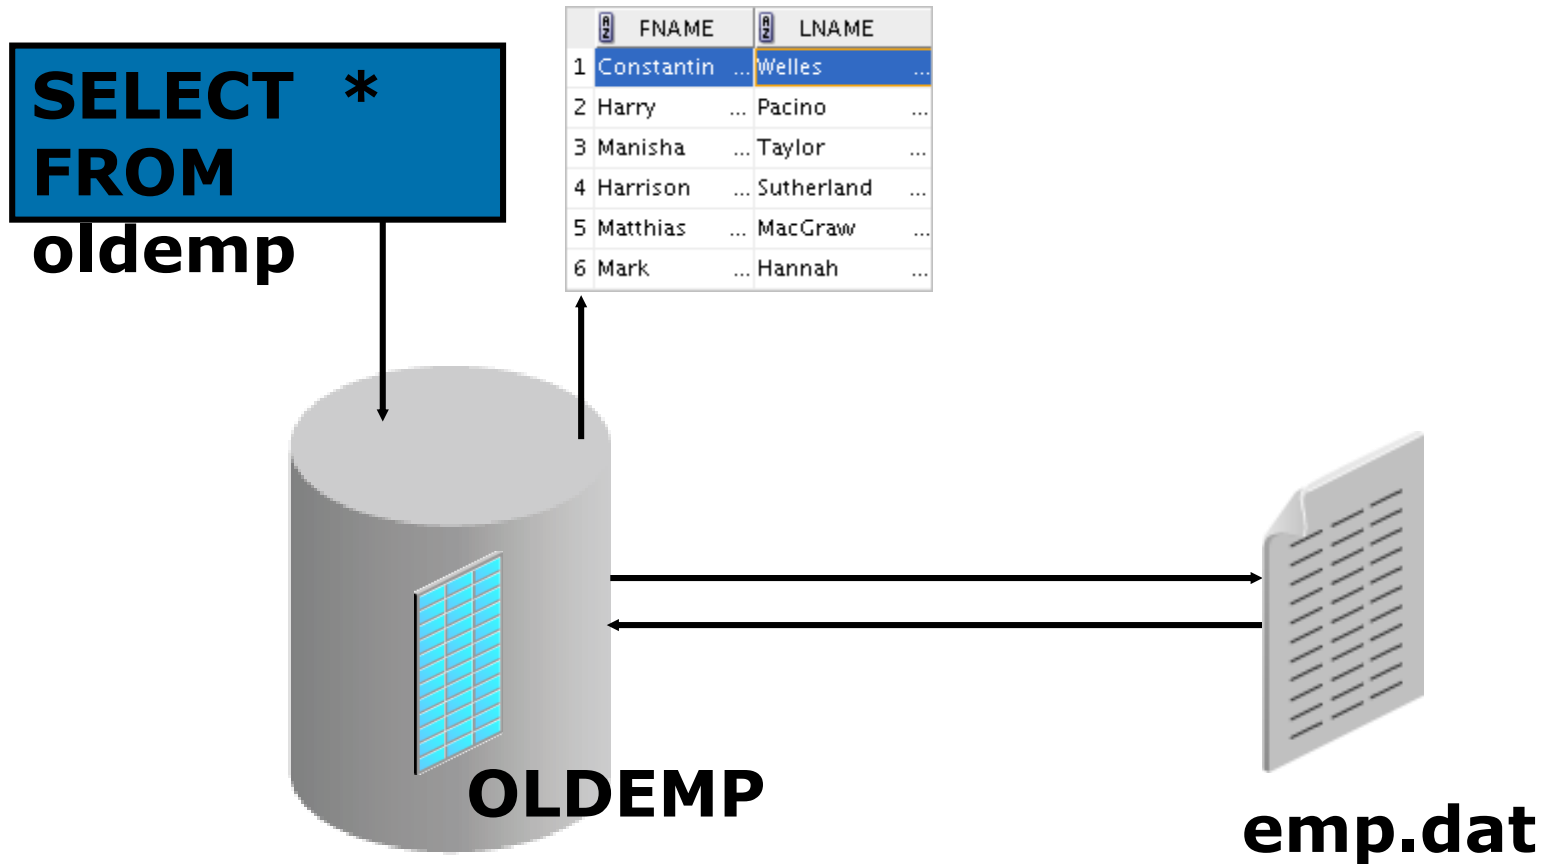 SELECT *
FROM
oldemp
FNAME LNAME
1 Constantin ... Welles ...
2 Harry ... Pacino ...
3 Manisha ... Taylor ...
4 Harrison ... Sutherland ...
5 Matthias ... MacGraw ...
6 Mark ... Hannah ...
OLDEMP
emp.dat